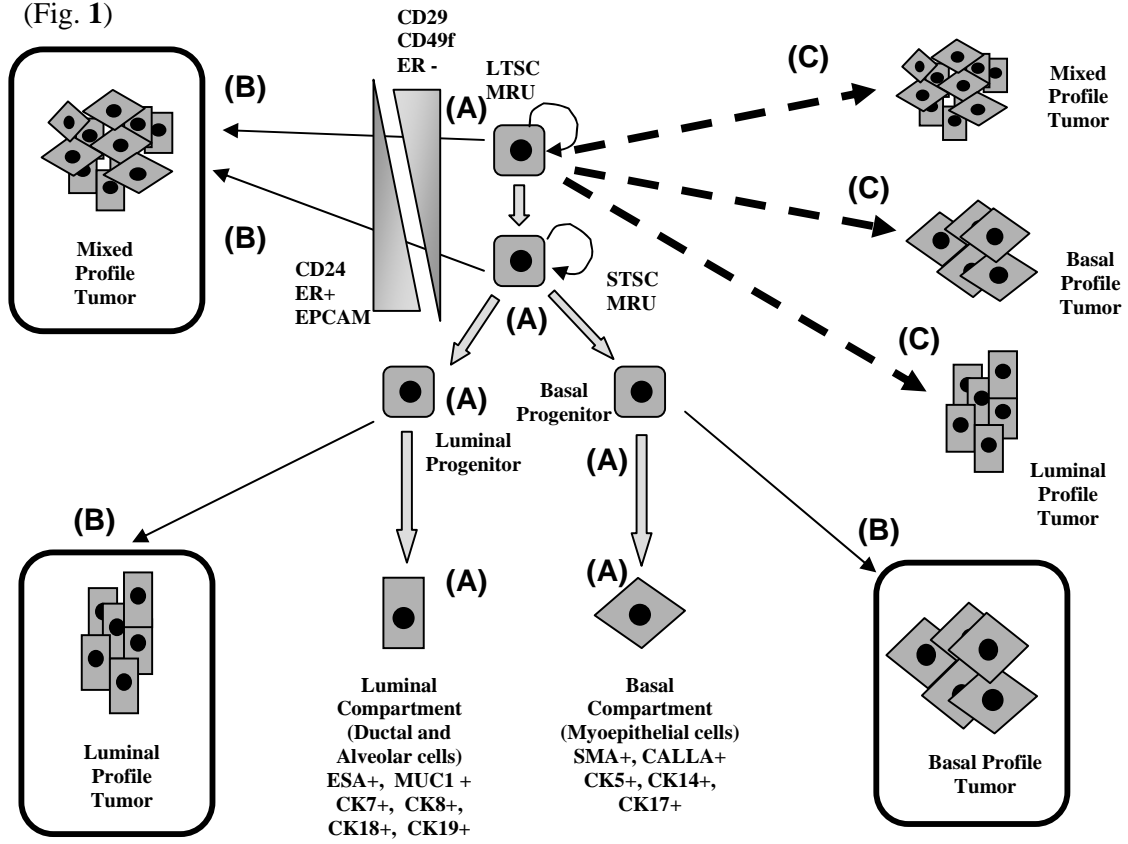 (Fig. 1)
CD29
CD49f
ER -
LTSC
MRU
(A)
(B)
(C)
Mixed
Profile
Tumor
Mixed
Profile
Tumor
(B)
(C)
Basal
Profile
Tumor
CD24
ER+
EPCAM
STSC
MRU
(A)
(C)
Luminal
Profile
Tumor
(A)
Luminal
Progenitor
Basal
Progenitor
(A)
(B)
(B)
(A)
(A)
Luminal
Profile
Tumor
Luminal
Compartment
(Ductal and
Alveolar cells)
ESA+, MUC1 +
CK7+, CK8+,
CK18+, CK19+
Basal
Compartment
(Myoepithelial cells)
SMA+, CALLA+
CK5+, CK14+,
CK17+
Basal Profile
Tumor